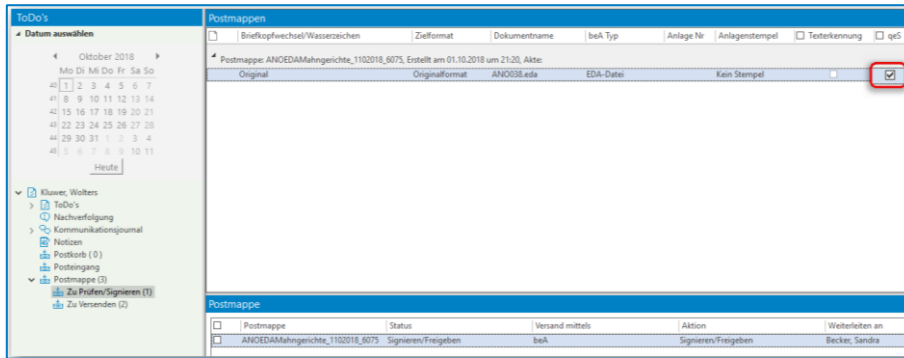 ToDo's
Datum auswählen
Oktober 2018
Mo Di Mi Do Fr Sa So
40 1 2 3 4 5 6 7
41 8 9 10 11 12 13 14
42 15 16 17 18 19 20 21
43 22 23 24 25 26 27 28
44 29 30 31 1 2 3 4
45 5 6 7 8 9 10 11
Heute
Kluwer, Wolters
ToDo's
Nachverfolgung
Kommunikationsjournal
Notizen
Postkorb ( 0 )
Posteingang
Postmappe (3)
Zu Prüfen/Signieren (1)
Zu Versenden (2)
Postmappen
Briefkopfwechsel/Wasserzeichen Zielformat Dokumentname beA Typ Anlage Nr Anlagenstempel Texterkennung qeS
Postmappe: ANOEDAMahngerichte_1102018_6075, Erstellt am 01.10.2018 um 21:20, Akte:
Original Originalformat ANO038.eda EDA-Datei Kein Stempel
Postmappe
Postmappe Status Versand mittels Aktion Weiterleiten an
ANOEDAMahngerichte_1102018_6075 Signieren/Freigeben beA Signieren/Freigeben Becker, Sandra